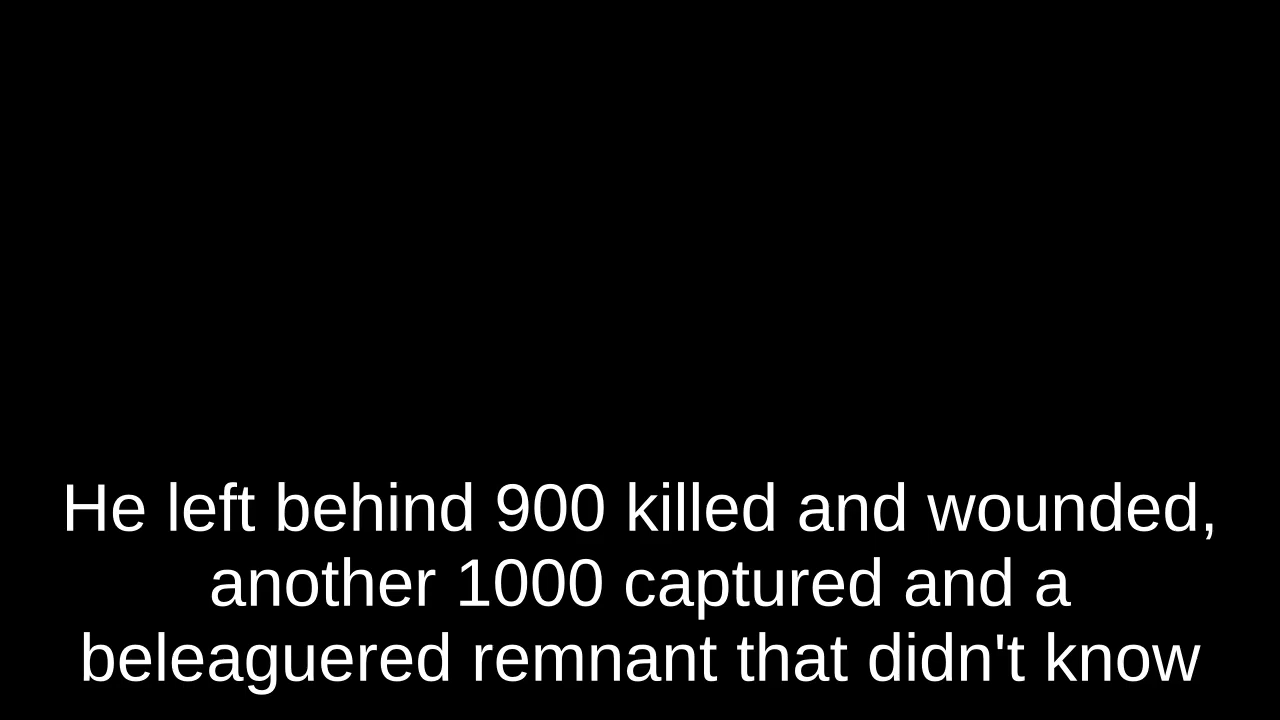 He left behind 900 killed and wounded,
another 1000 captured and a
beleaguered remnant that didn't know